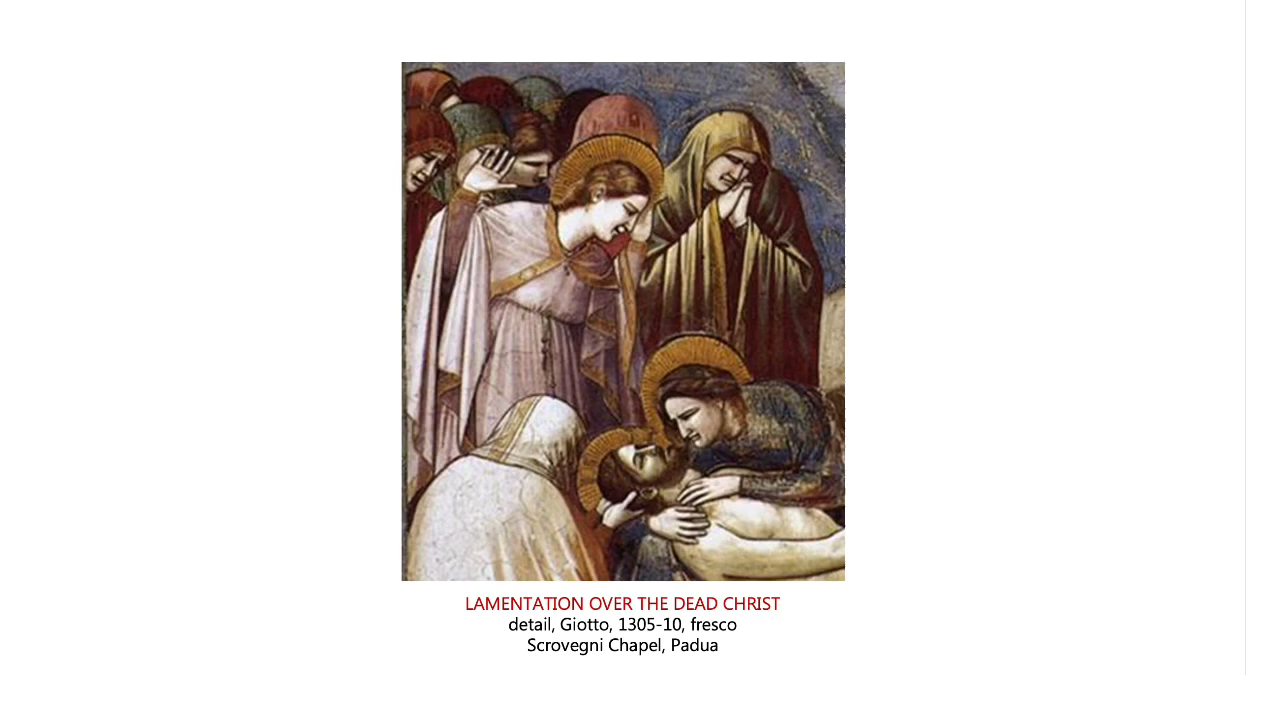 LAMENTATION OVER THE DEAD CHRIST
detail, Giotto, 1305-10, fresco
Scrovegni Chapel, Padua